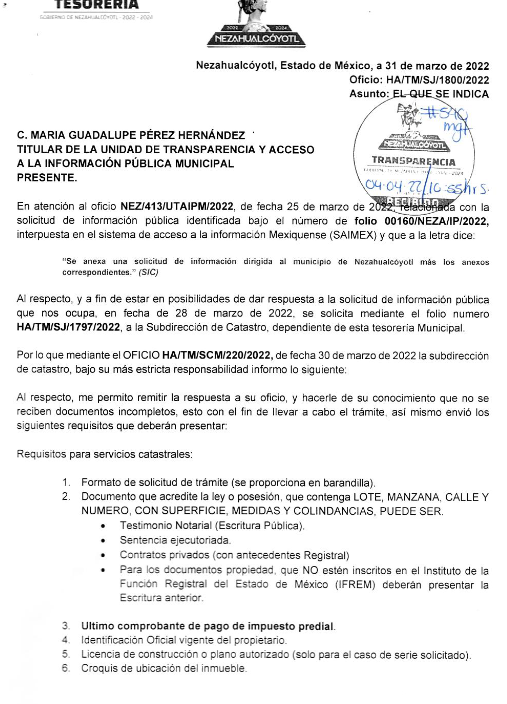 TESORERÍA
GOBIERNO DE NEZAHUALCÓYOTL · 2022 - 2024
NEZAHUALCÓYOTL
Nezahualcóyotl, Estado de México, a 31 de marzo de 2022
Oficio: HA/TM/SJ/1800/2022
Asunto: EL QUE SE INDICA
#540
mgt
NEZAHUALCÓYOTL
TRANSPARENCIA
04-04-22/10:55hrs.
RECIBIDO
C. MARIA GUADALUPE PÉREZ HERNÁNDEZ
TITULAR DE LA UNIDAD DE TRANSPARENCIA Y ACCESO
A LA INFORMACIÓN PÚBLICA MUNICIPAL
PRESENTE.
En atención al oficio NEZ/413/UTAIPM/2022, de fecha 25 de marzo de 2022, relacionada con la
solicitud de información pública identificada bajo el número de folio 00160/NEZA/IP/2022,
interpuesta en el sistema de acceso a la información Mexiquense (SAIMEX) y que a la letra dice:
"Se anexa una solicitud de información dirigida al municipio de Nezahualcóyotl más los anexos
correspondientes." (SIC)
Al respecto, y a fin de estar en posibilidades de dar respuesta a la solicitud de información pública
que nos ocupa, en fecha de 28 de marzo de 2022, se solicita mediante el folio numero
HA/TM/SJ/1797/2022, a la Subdirección de Catastro, dependiente de esta tesorería Municipal.
Por lo que mediante el OFICIO HA/TM/SCM/220/2022, de fecha 30 de marzo de 2022 la subdirección
de catastro, bajo su más estricta responsabilidad informo lo siguiente:
Al respecto, me permito remitir la respuesta a su oficio, y hacerle de su conocimiento que no se
reciben documentos incompletos, esto con el fin de llevar a cabo el trámite, así mismo envió los
siguientes requisitos que deberán presentar:
Requisitos para servicios catastrales:
1. Formato de solicitud de trámite (se proporciona en barandilla).
2. Documento que acredite la ley o posesión, que contenga LOTE, MANZANA, CALLE Y
NUMERO, CON SUPERFICIE, MEDIDAS Y COLINDANCIAS, PUEDE SER.
• Testimonio Notarial (Escritura Pública).
• Sentencia ejecutoriada.
• Contratos privados (con antecedentes Registral)
• Para los documentos propiedad, que NO estén inscritos en el Instituto de la
Función Registral del Estado de México (IFREM) deberán presentar la
Escritura anterior.
3. Ultimo comprobante de pago de impuesto predial.
4. Identificación Oficial vigente del propietario.
5. Licencia de construcción o plano autorizado (solo para el caso de serie solicitado).
6. Croquis de ubicación del inmueble.